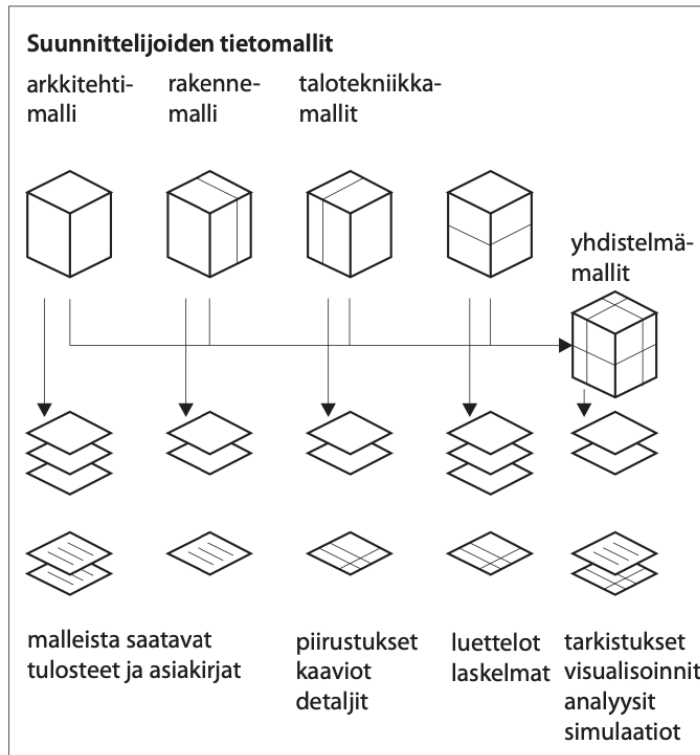 Suunnittelijoiden tietomallit
arkkitehti-
malli
rakenne-
malli
talotekniikka-
mallit
yhdistelmä-
mallit
malleista saatavat
tulosteet ja asiakirjat
piirustukset
kaaviot
detaljit
luettelot
laskelmat
tarkistukset
visualisoinnit
analyysit
simulaatiot